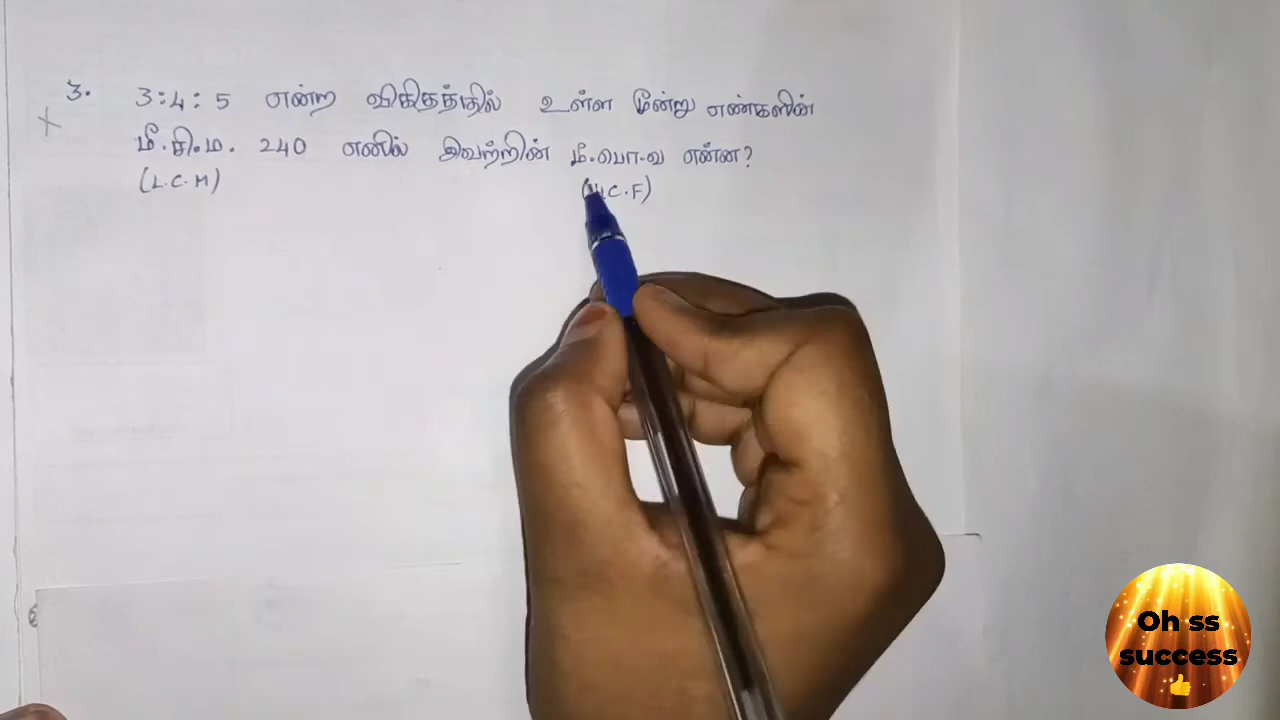 3. 3:4:5 என்ற விகிதத்தில் உள்ள மூன்று எண்களின்
மீ.சி.ம. 240 எனில் இவற்றின் மீ.பொ.வ என்ன?
(L.C.M) (H.C.F)
Oh ss
success